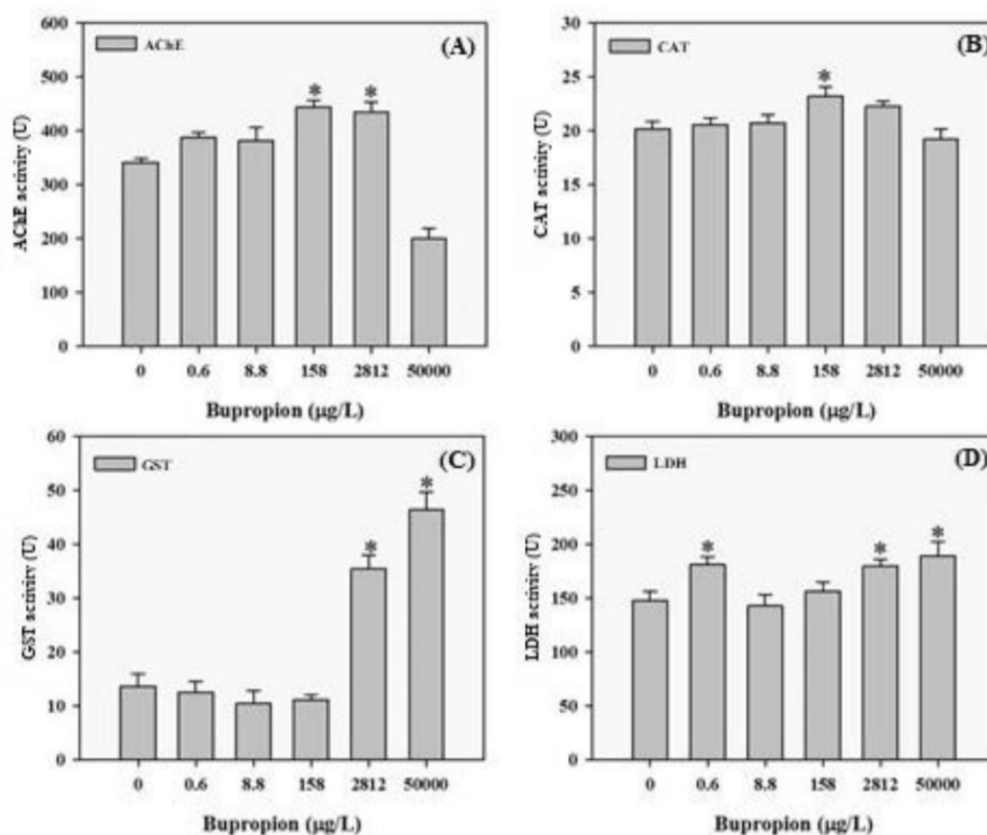 600
500
400
300
200
100
0
AChE activity (U)
AChE
(A)
*
*
0 0.6 8.8 158 2812 50000
Bupropion (µg/L)
30
25
20
15
10
5
0
CAT activity (U)
CAT
(B)
*
0 0.6 8.8 158 2812 50000
Bupropion (µg/L)
60
50
40
30
20
10
0
GST activity (U)
GST
(C)
*
*
0 0.6 8.8 158 2812 50000
Bupropion (µg/L)
300
250
200
150
100
50
0
LDH activity (U)
LDH
(D)
*
*
*
0 0.6 8.8 158 2812 50000
Bupropion (µg/L)